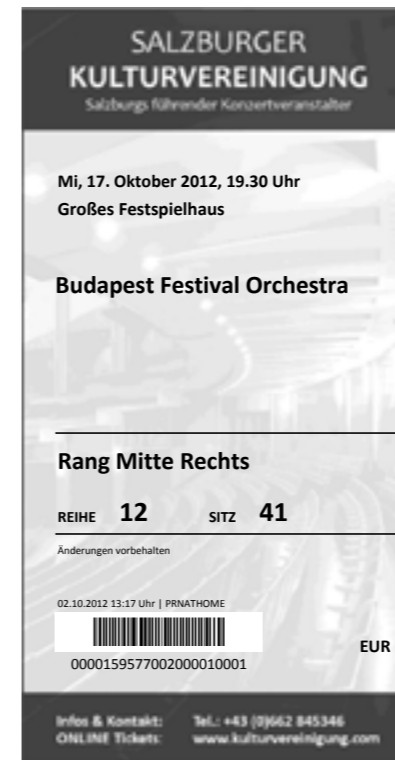 SALZBURGER
KULTURVEREINIGUNG
Salzburgs führender Konzertveranstalter
Mi, 17. Oktober 2012, 19.30 Uhr
Großes Festspielhaus
Budapest Festival Orchestra
Rang Mitte Rechts
REIHE 12 SITZ 41
Änderungen vorbehalten
02.10.2012 13:17 Uhr | PRNATHOME
EUR
0000159577002000010001
Infos & Kontakt: Tel.: +43 (0)662 845346
ONLINE Tickets: www.kulturvereinigung.com